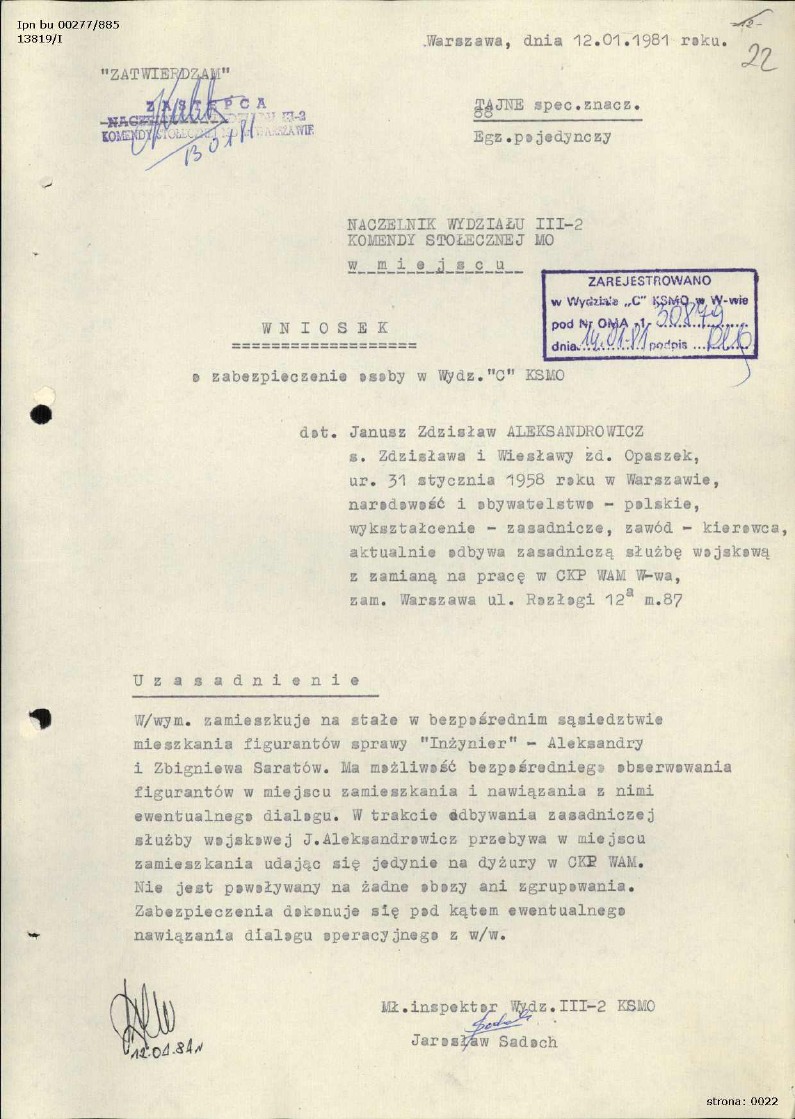 Ipn bu 00277/885
13819/I
-12-
Warszawa, dnia 12.01.1981 roku.
22
"ZATWIERDZAM"
ZASTĘPCA
NACZELNIKA WYDZIAŁU III-2
KOMENDY STOŁECZNEJ MO w WARSZAWIE
TAJNE spec.znacz.
Egz.pojedynczy
NACZELNIK WYDZIAŁU III-2
KOMENDY STOŁECZNEJ MO
w miejscu
ZAREJESTROWANO
w Wydziale „C" KSMO w W-wie
pod Nr OMA -1- 30879
dnia 14.01.81 podpis
W N I O S E K
===================
o zabezpieczenie osoby w Wydz."C" KSMO
dot. Janusz Zdzisław ALEKSANDROWICZ
s. Zdzisława i Wiesławy zd. Opaszek,
ur. 31 stycznia 1958 roku w Warszawie,
narodowość i obywatelstwo - polskie,
wykształcenie - zasadnicze, zawód - kierowca,
aktualnie odbywa zasadniczą służbę wojskową
z zamianą na pracę w CKP WAM W-wa,
zam. Warszawa ul. Rozłogi 12a m.87
U z a s a d n i e n i e
W/wym. zamieszkuje na stałe w bezpośrednim sąsiedztwie
mieszkania figurantów sprawy "Inżynier" - Aleksandry
i Zbigniewa Saratów. Ma możliwość bezpośredniego obserwowania
figurantów w miejscu zamieszkania i nawiązania z nimi
ewentualnego dialogu. W trakcie odbywania zasadniczej
służby wojskowej J.Aleksandrowicz przebywa w miejscu
zamieszkania udając się jedynie na dyżury w CKP WAM.
Nie jest powoływany na żadne obozy ani zgrupowania.
Zabezpieczenia dokonuje się pod kątem ewentualnego
nawiązania dialogu operacyjnego z w/w.
Mł.inspektor Wydz.III-2 KSMO
Jarosław Sadoch
12.01.81r
strona: 0022